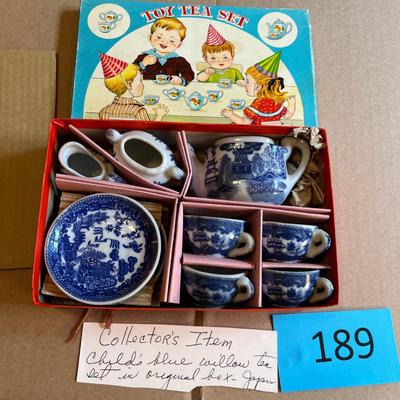 TOY TEA SET
Collector's Item
Child's blue willow tea
set in original box - Japan
189